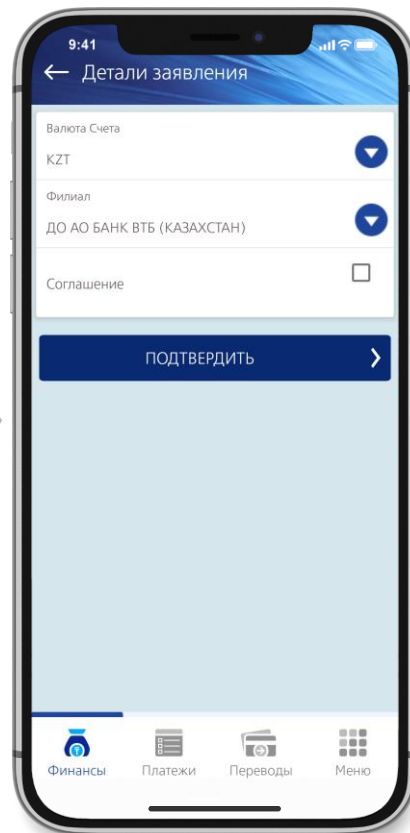 9:41
Детали заявления
Валюта Счета
KZT
Филиал
ДО АО БАНК ВТБ (КАЗАХСТАН)
Соглашение
ПОДТВЕРДИТЬ
Финансы
Платежи
Переводы
Меню